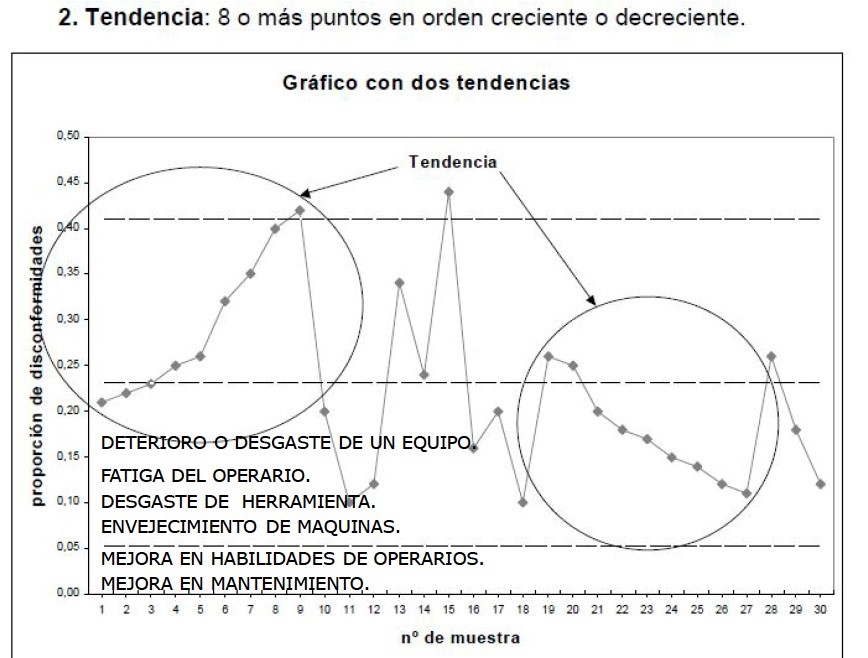 2. Tendencia: 8 o más puntos en orden creciente o decreciente.
Gráfico con dos tendencias
0,50
Tendencia
0,45
0,40
0,35
0,30
0,25
0,20
0,15
0,10
0,05
0,00
proporción de disconformidades
DETERIORO O DESGASTE DE UN EQUIPO.
FATIGA DEL OPERARIO.
DESGASTE DE HERRAMIENTA.
ENVEJECIMIENTO DE MAQUINAS.
MEJORA EN HABILIDADES DE OPERARIOS.
MEJORA EN MANTENIMIENTO.
1 2 3 4 5 6 7 8 9 10 11 12 13 14 15 16 17 18 19 20 21 22 23 24 25 26 27 28 29 30
nº de muestra